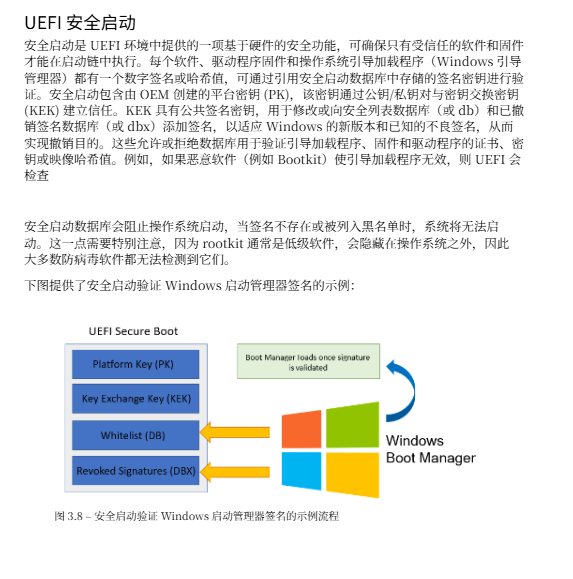 UEFI 安全启动
安全启动是 UEFI 环境中提供的一项基于硬件的安全功能，可确保只有受信任的软件和固件
才能在启动链中执行。每个软件、驱动程序固件和操作系统引导加载程序（Windows 引导
管理器）都有一个数字签名或哈希值，可通过引用安全启动数据库中存储的签名密钥进行验
证。安全启动包含由 OEM 创建的平台密钥 (PK)，该密钥通过公钥/私钥对与密钥交换密钥
(KEK) 建立信任。KEK 具有公共签名密钥，用于修改或向安全列表数据库（或 db）和已撤
销签名数据库（或 dbx）添加签名，以适应 Windows 的新版本和已知的不良签名，从而
实现撤销目的。这些允许或拒绝数据库用于验证引导加载程序、固件和驱动程序的证书、密
钥或映像哈希值。例如，如果恶意软件（例如 Bootkit）使引导加载程序无效，则 UEFI 会
检查
安全启动数据库会阻止操作系统启动，当签名不存在或被列入黑名单时，系统将无法启
动。这一点需要特别注意，因为 rootkit 通常是低级软件，会隐藏在操作系统之外，因此
大多数防病毒软件都无法检测到它们。
下图提供了安全启动验证 Windows 启动管理器签名的示例：
UEFI Secure Boot
Platform Key (PK)
Key Exchange Key (KEK)
Whitelist (DB)
Revoked Signatures (DBX)
Boot Manager loads once signature
is validated
Windows
Boot Manager
图 3.8 – 安全启动验证 Windows 启动管理器签名的示例流程